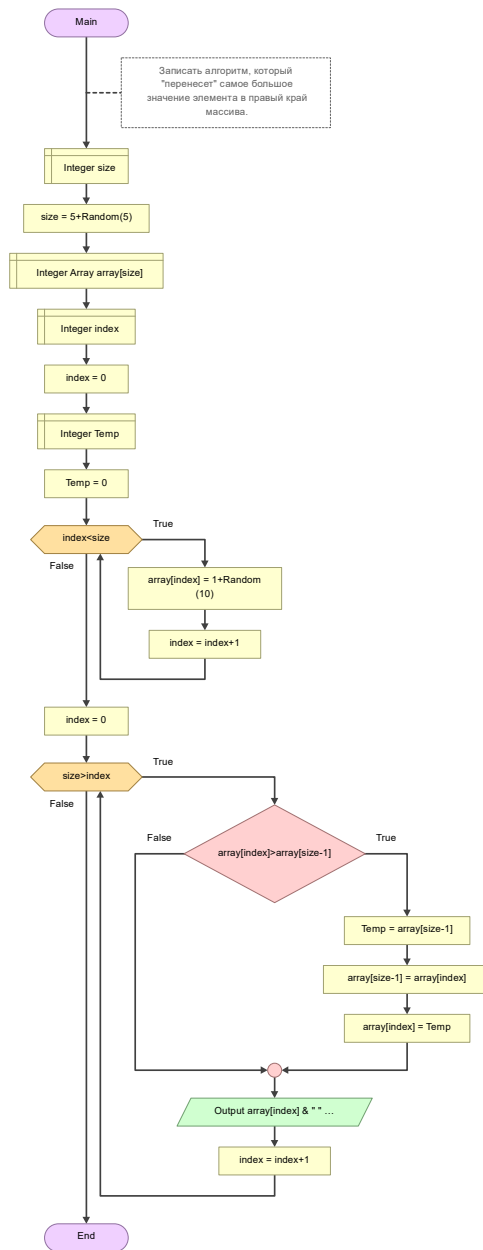 Main
Записать алгоритм, который
"перенесет" самое большое
значение элемента в правый край
массива.
Integer size
size = 5+Random(5)
Integer Array array[size]
Integer index
index = 0
Integer Temp
Temp = 0
index<size
True
False
array[index] = 1+Random
(10)
index = index+1
index = 0
size>index
True
False
False
array[index]>array[size-1]
True
Temp = array[size-1]
array[size-1] = array[index]
array[index] = Temp
Output array[index] & " " ...
index = index+1
End